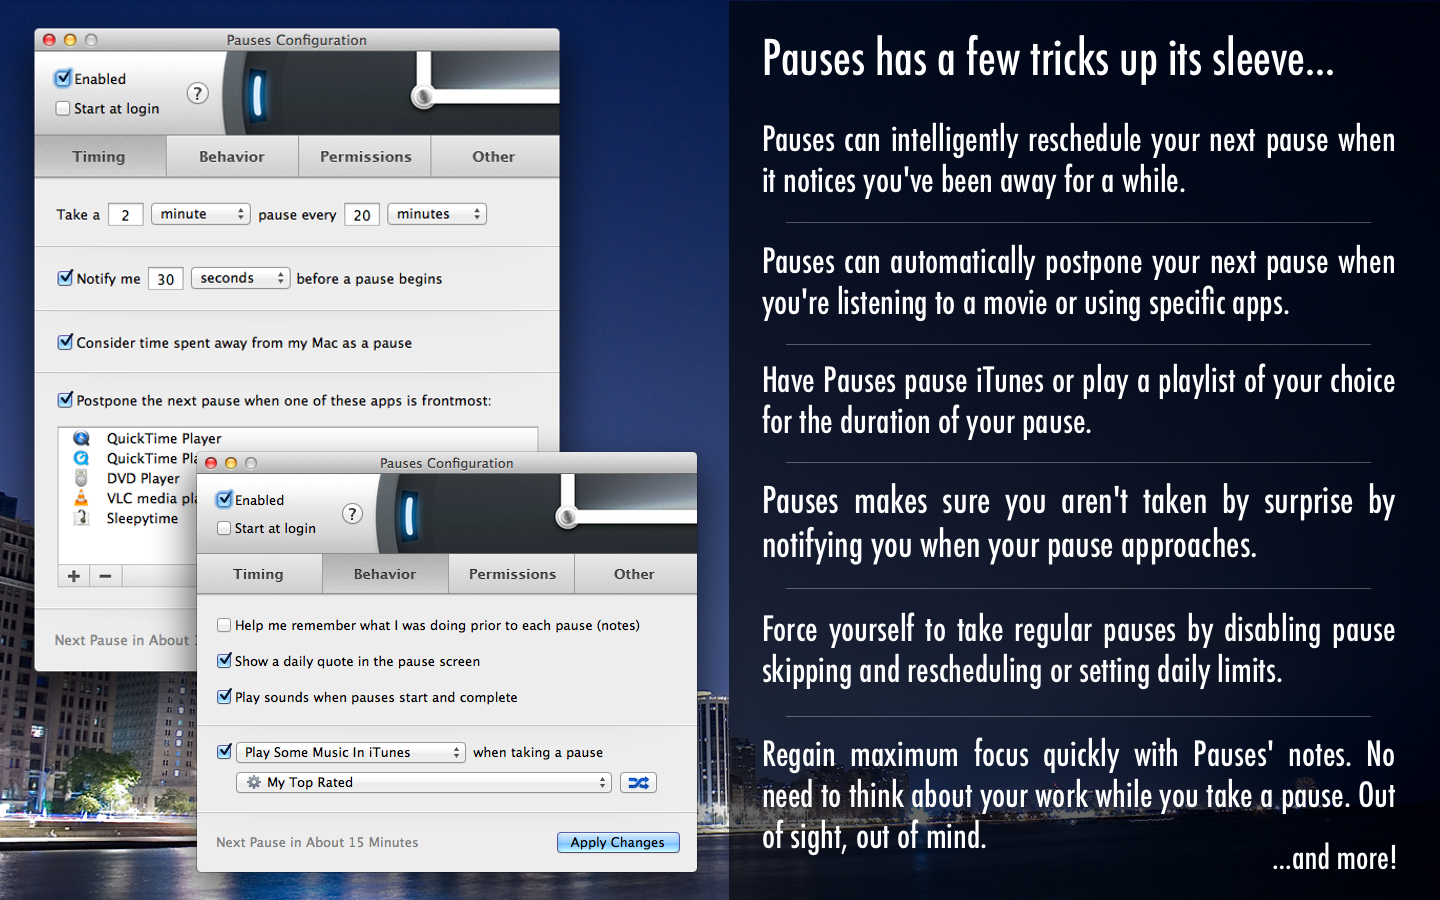 Pauses Configuration
Enabled
Start at login
?
Timing Behavior Permissions Other
Take a 2 minute pause every 20 minutes
Notify me 30 seconds before a pause begins
Consider time spent away from my Mac as a pause
Postpone the next pause when one of these apps is frontmost:
QuickTime Player
QuickTime Pla
DVD Player
VLC media pla
Sleepytime
+ −
Next Pause in About
Pauses Configuration
Enabled
Start at login
?
Timing Behavior Permissions Other
Help me remember what I was doing prior to each pause (notes)
Show a daily quote in the pause screen
Play sounds when pauses start and complete
Play Some Music In iTunes when taking a pause
My Top Rated
Next Pause in About 15 Minutes Apply Changes
Pauses has a few tricks up its sleeve...
Pauses can intelligently reschedule your next pause when
it notices you've been away for a while.
Pauses can automatically postpone your next pause when
you're listening to a movie or using specific apps.
Have Pauses pause iTunes or play a playlist of your choice
for the duration of your pause.
Pauses makes sure you aren't taken by surprise by
notifying you when your pause approaches.
Force yourself to take regular pauses by disabling pause
skipping and rescheduling or setting daily limits.
Regain maximum focus quickly with Pauses' notes. No
need to think about your work while you take a pause. Out
of sight, out of mind.
...and more!